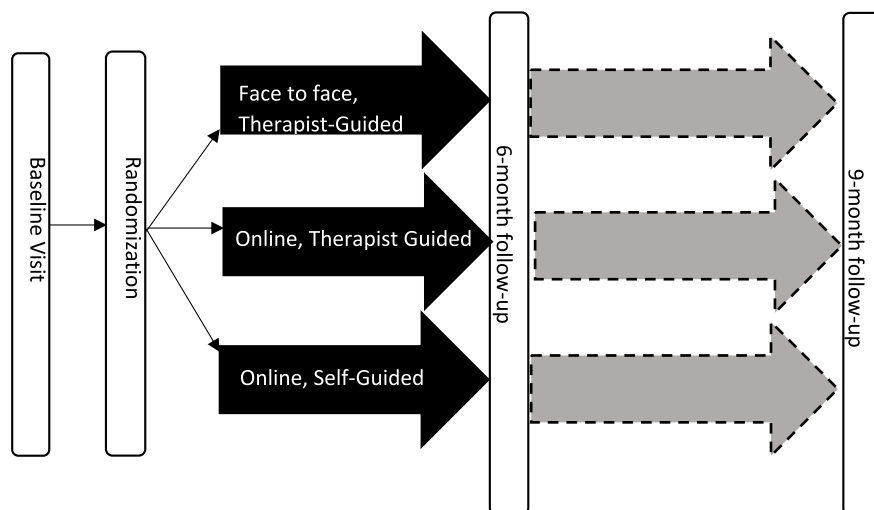 Baseline Visit
Randomization
Face to face,
Therapist-Guided
Online, Therapist Guided
Online, Self-Guided
6-month follow-up
9-month follow-up